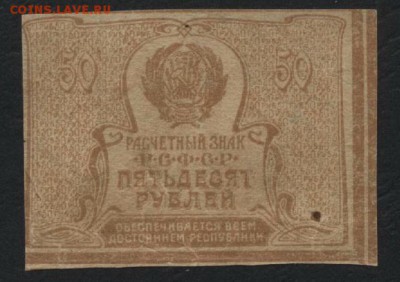 COINS.LAVE.RU
50 50
РАСЧЕТНЫЙ ЗНАК
Р·С·Ф·С·Р
ПЯТЬДЕСЯТ
РУБЛЕЙ
ОБЕСПЕЧИВАЕТСЯ ВСЕМ
ДОСТОЯНИЕМ РЕСПУБЛИКИ